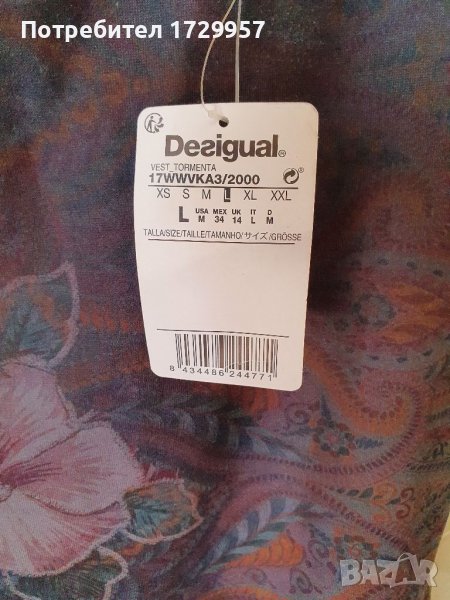 Потребител 1729957
Desigual®
VEST_TORMENTA
17WWVKA3/2000
XS S M L XL XXL
L USA MEX UK IT D
M 34 14 L M
TALLA/SIZE/TAILLE/TAMANHO/サイズ/GRÖSSE
8 434486 244771
BAZAR